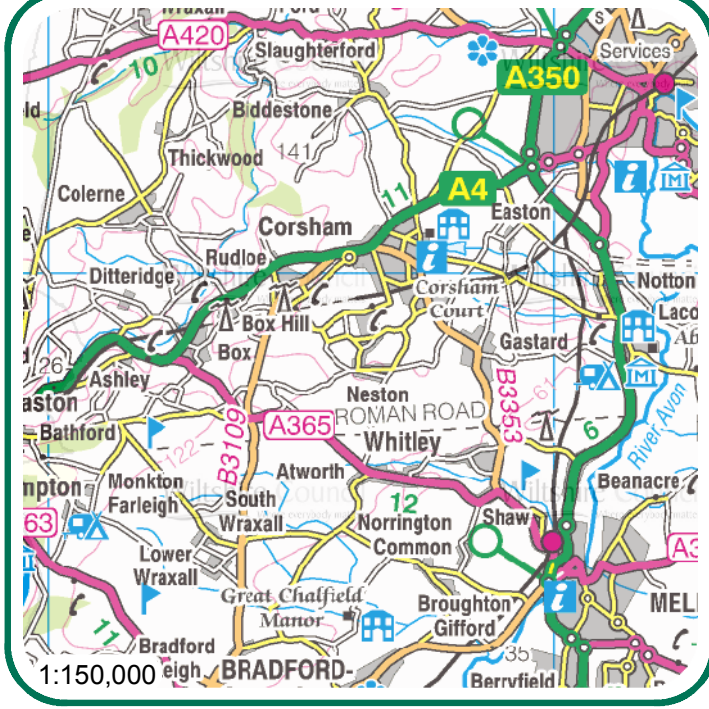 A420
Slaughterford
Services
10
A350
Biddestone
Thickwood
141
Colerne
11
A4
Easton
Corsham
Rudloe
Ditteridge
Notton
Corsham
Court
Box Hill
Box
Gastard
26
Ashley
Neston
61
ROMAN ROAD
B3353
A365
Bathford
B3109
Whitley
6
River Avon
122
Atworth
Monkton
Farleigh
South
Wraxall
12
Beanacre
Norrington
Common
Shaw
63
Lower
Wraxall
Great Chalfield
Manor
Broughton
Gifford
MEL
11
Bradford
eigh
BRADFORD-
35
Berryfield
1:150,000